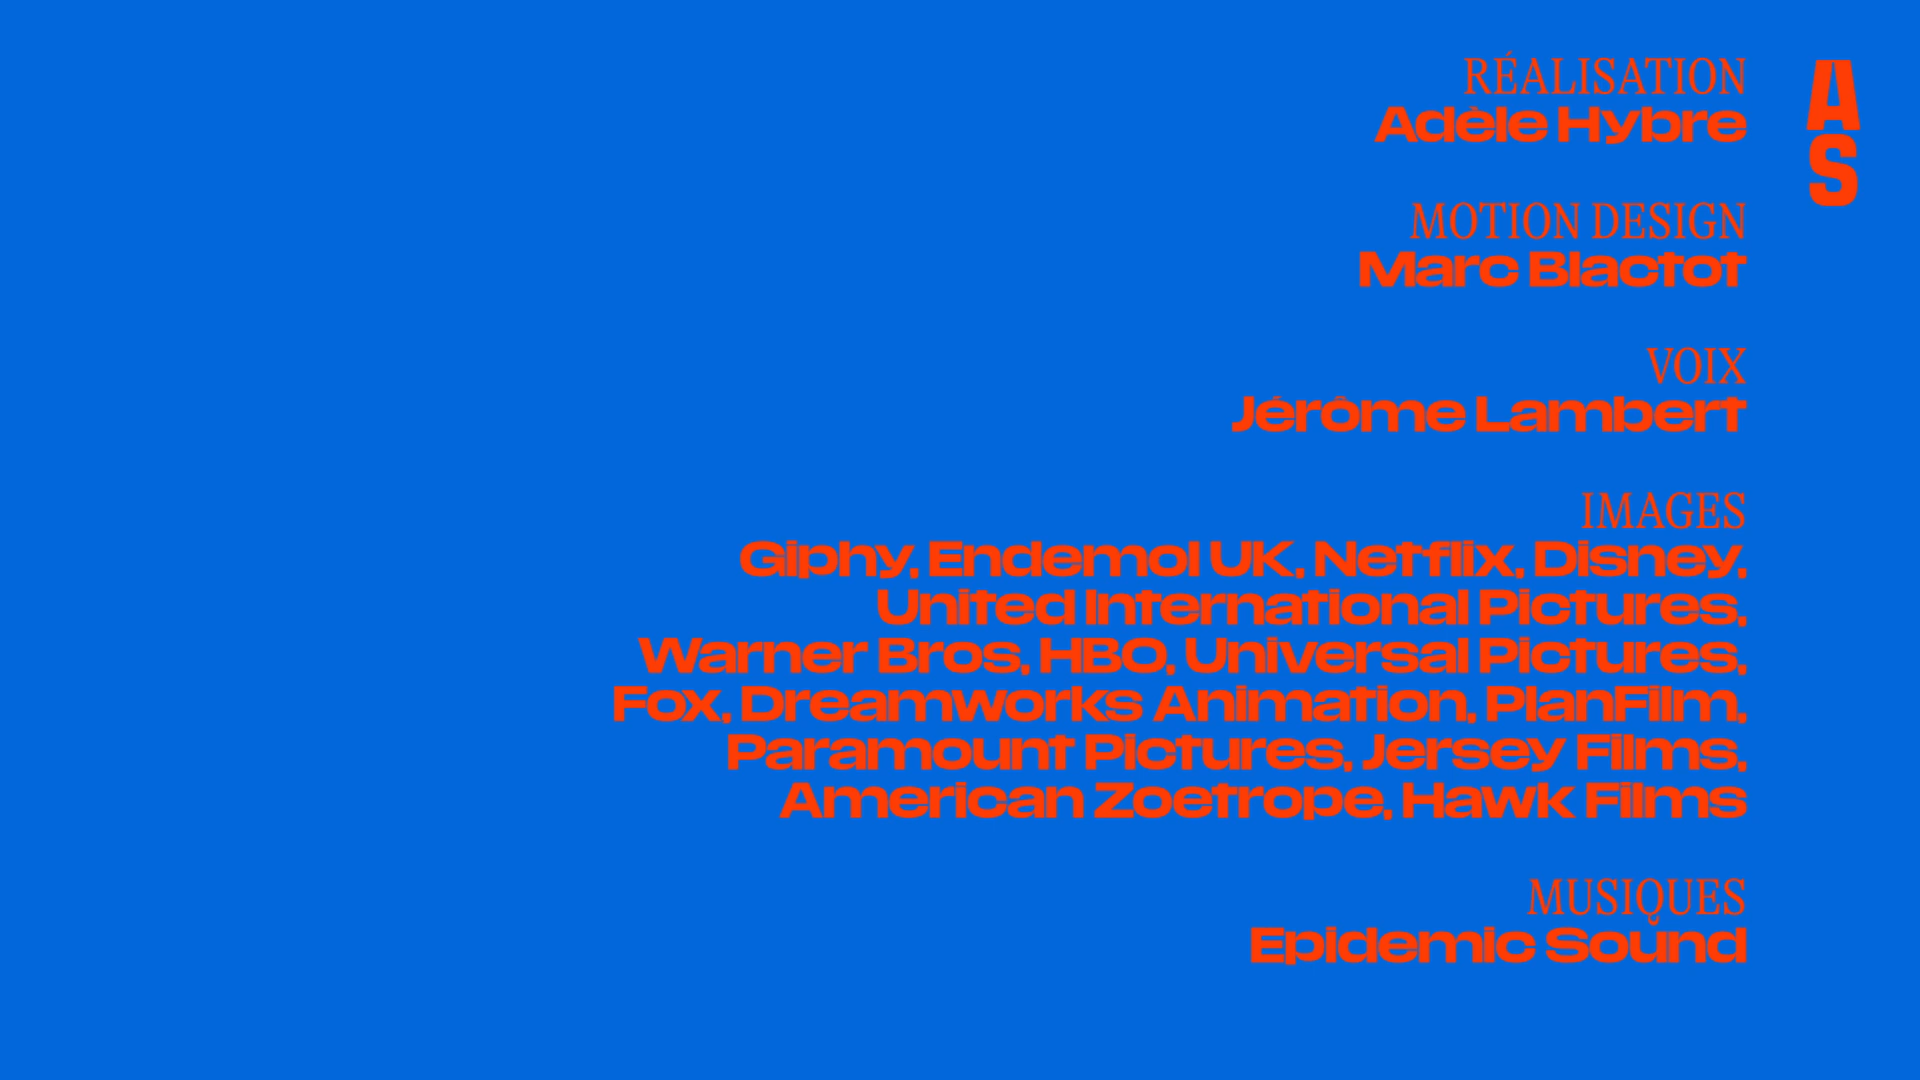 RÉALISATION
Adèle Hybre
MOTION DESIGN
Marc Blactot
VOIX
Jérôme Lambert
IMAGES
Giphy, Endemol UK, Netflix, Disney,
United International Pictures,
Warner Bros, HBO, Universal Pictures,
Fox, Dreamworks Animation, PlanFilm,
Paramount Pictures, Jersey Films,
American Zoetrope, Hawk Films
MUSIQUES
Epidemic Sound
A
S